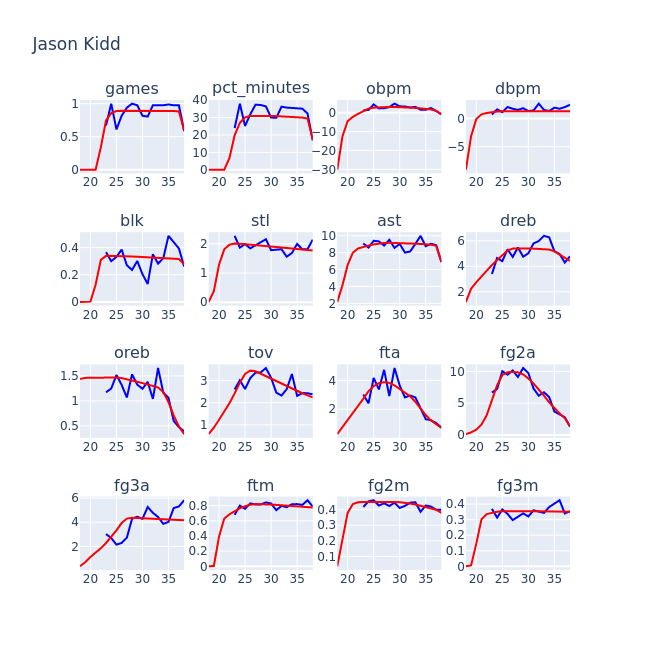 Jason Kidd
games pct_minutes obpm dbpm
1 0.5 0 20 25 30 35
40 30 20 10 0 20 25 30 35
0 −10 −20 −30 20 25 30 35
0 −5 20 25 30 35
blk stl ast dreb
0.4 0.2 0 20 25 30 35
2 1 0 20 25 30 35
10 8 6 4 2 20 25 30 35
6 4 2 20 25 30 35
oreb tov fta fg2a
1.5 1 0.5 20 25 30 35
3 2 1 20 25 30 35
4 2 20 25 30 35
10 5 0 20 25 30 35
fg3a ftm fg2m fg3m
6 4 2 20 25 30 35
0.8 0.6 0.4 0.2 0 20 25 30 35
0.4 0.3 0.2 0.1 20 25 30 35
0.4 0.3 0.2 0.1 0 20 25 30 35